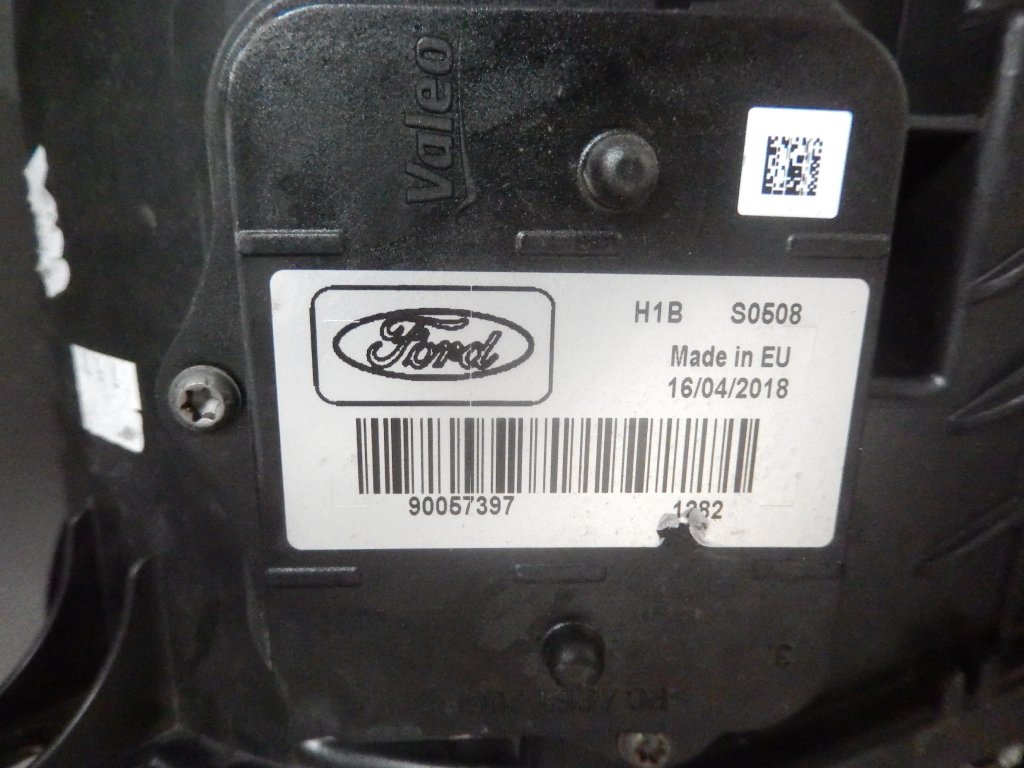 Valeo
Ford
H1B S0508
Made in EU
16/04/2018
90057397 1282